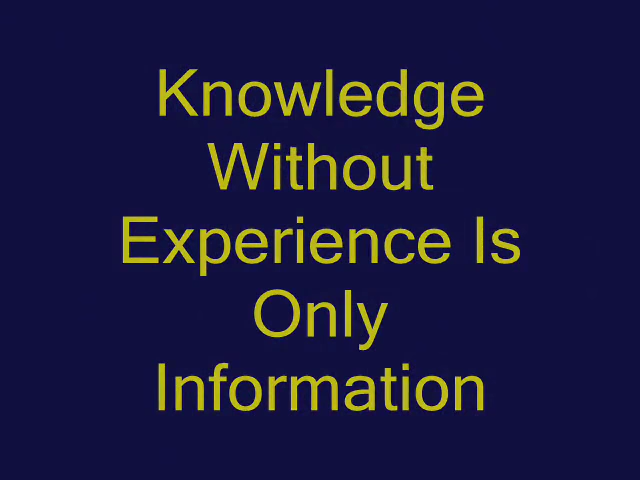 Knowledge
Without
Experience Is
Only
Information